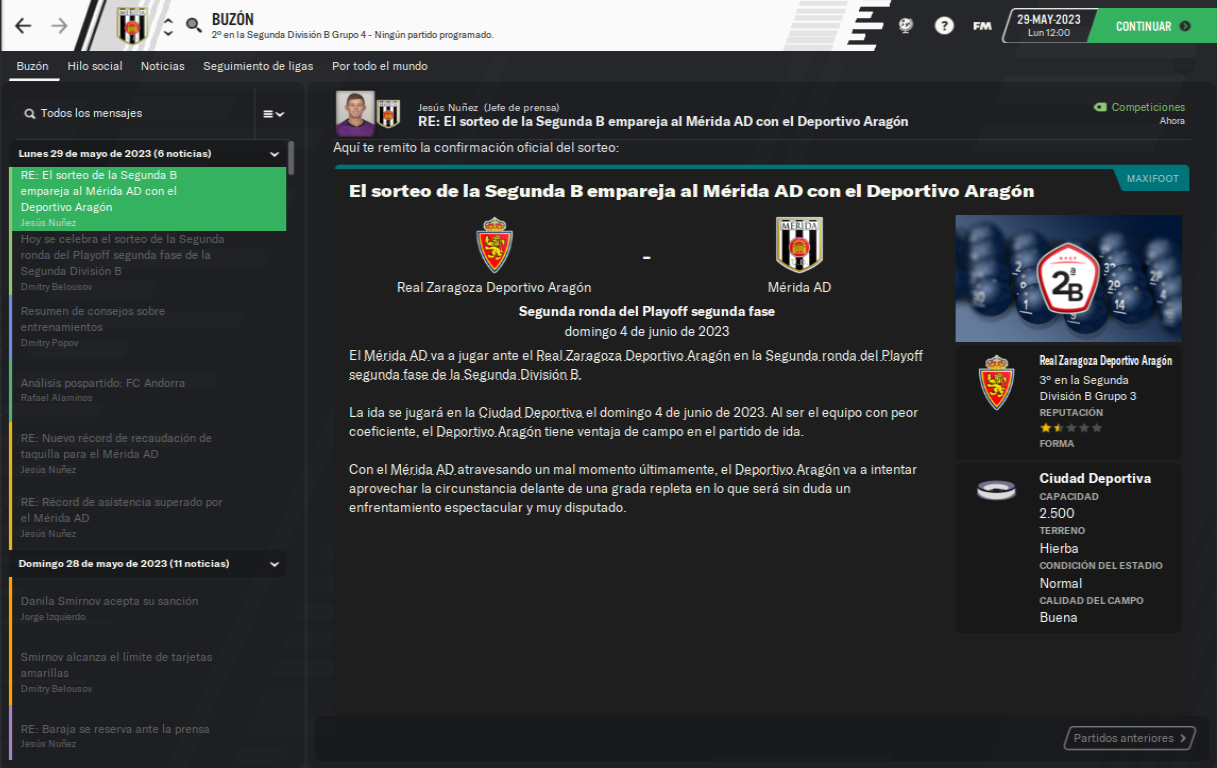 BUZÓN
2º en la Segunda División B Grupo 4 - Ningún partido programado.
FM
29-MAY-2023
Lun 12:00
CONTINUAR
Buzón Hilo social Noticias Seguimiento de ligas Por todo el mundo
Todos los mensajes
Lunes 29 de mayo de 2023 (6 noticias)
RE: El sorteo de la Segunda B
empareja al Mérida AD con el
Deportivo Aragón
Jesús Nuñez
Hoy se celebra el sorteo de la Segunda
ronda del Playoff segunda fase de la
Segunda División B
Dmitry Belousov
Resumen de consejos sobre
entrenamientos
Dmitry Popov
Análisis pospartido: FC Andorra
Rafael Alaminos
RE: Nuevo récord de recaudación de
taquilla para el Mérida AD
Jesús Nuñez
RE: Récord de asistencia superado por
el Mérida AD
Jesús Nuñez
Domingo 28 de mayo de 2023 (11 noticias)
Danila Smirnov acepta su sanción
Jorge Izquierdo
Smirnov alcanza el límite de tarjetas
amarillas
Dmitry Belousov
RE: Baraja se reserva ante la prensa
Jesús Nuñez
Jesús Nuñez (Jefe de prensa)
RE: El sorteo de la Segunda B empareja al Mérida AD con el Deportivo Aragón
Competiciones
Ahora
Aquí te remito la confirmación oficial del sorteo:
MAXIFOOT
El sorteo de la Segunda B empareja al Mérida AD con el Deportivo Aragón
MERIDA
-
Real Zaragoza Deportivo Aragón
Mérida AD
Segunda ronda del Playoff segunda fase
domingo 4 de junio de 2023
El Mérida AD va a jugar ante el Real Zaragoza Deportivo Aragón en la Segunda ronda del Playoff
segunda fase de la Segunda División B.
La ida se jugará en la Ciudad Deportiva el domingo 4 de junio de 2023. Al ser el equipo con peor
coeficiente, el Deportivo Aragón tiene ventaja de campo en el partido de ida.
Con el Mérida AD atravesando un mal momento últimamente, el Deportivo Aragón va a intentar
aprovechar la circunstancia delante de una grada repleta en lo que será sin duda un
enfrentamiento espectacular y muy disputado.
RFEF
2ª B
Real Zaragoza Deportivo Aragón
3º en la Segunda
División B Grupo 3
REPUTACIÓN
FORMA
Ciudad Deportiva
CAPACIDAD
2.500
TERRENO
Hierba
CONDICIÓN DEL ESTADIO
Normal
CALIDAD DEL CAMPO
Buena
Partidos anteriores